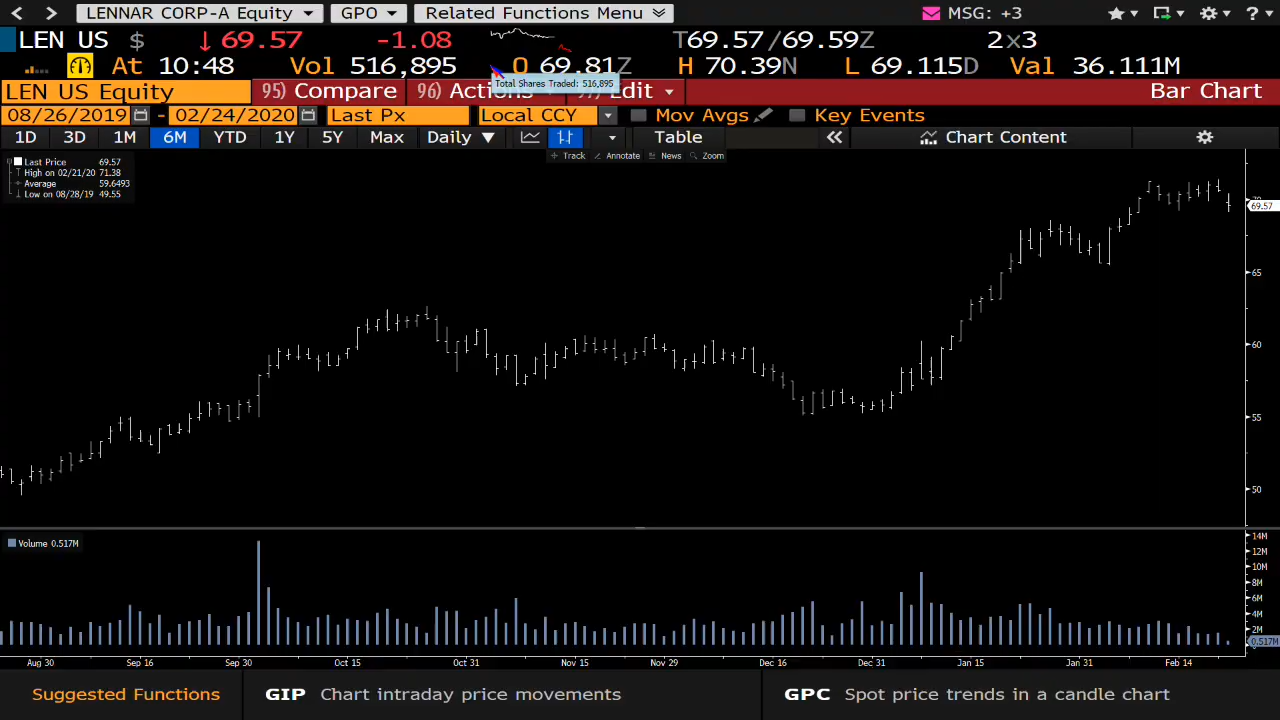 LENNAR CORP-A Equity GPO Related Functions Menu MSG: +3 ?
LEN US $ ↓69.57 -1.08 T69.57/69.59Z 2x3
At 10:48 Vol 516,895 O 69.81Z H 70.39N L 69.115D Val 36.111M
Total Shares Traded: 516,895
LEN US Equity 95) Compare 96) Actions Edit Bar Chart
08/26/2019 - 02/24/2020 Last Px Local CCY Mov Avgs Key Events
1D 3D 1M 6M YTD 1Y 5Y Max Daily ▼ Table « Chart Content
Track Annotate News Zoom
Last Price 69.57
High on 02/21/20 71.38
Average 59.6493
Low on 08/28/19 49.55
69.57
65
60
55
50
Volume 0.517M
14M
12M
10M
8M
6M
4M
2M
0.517M
Aug 30 Sep 16 Sep 30 Oct 15 Oct 31 Nov 15 Nov 29 Dec 16 Dec 31 Jan 15 Jan 31 Feb 14
Suggested Functions GIP Chart intraday price movements GPC Spot price trends in a candle chart